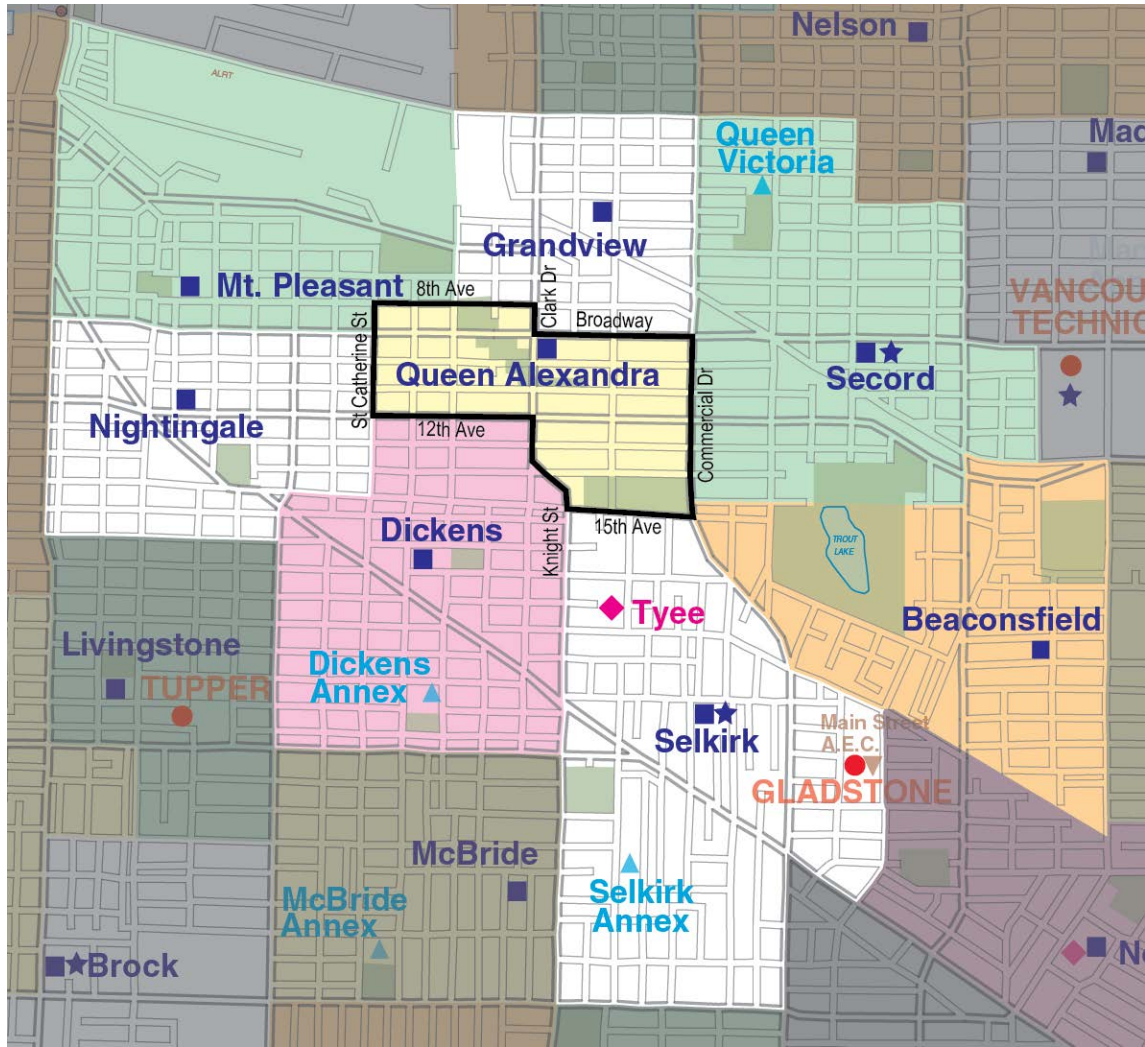 Nelson
ALRT
Queen
Victoria
Mad
Grandview
Mt. Pleasant
8th Ave
Clark Dr
Broadway
VANCOU
TECHNIC
St Catherine St
Queen Alexandra
Secord
Commercial Dr
Nightingale
12th Ave
Dickens
Knight St
15th Ave
TROUT
LAKE
Tyee
Beaconsfield
Livingstone
TUPPER
Dickens
Annex
Selkirk
Main Street
A.E.C.
GLADSTONE
McBride
McBride
Annex
Selkirk
Annex
Brock
No